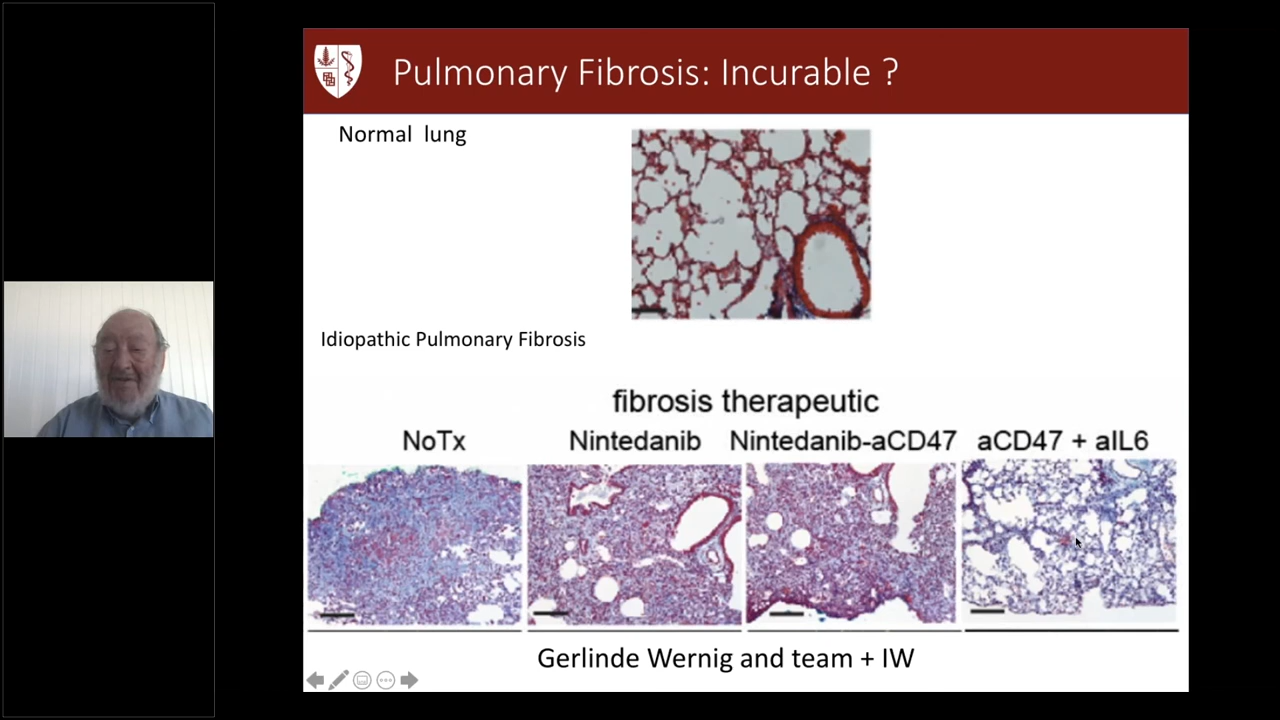 Pulmonary Fibrosis: Incurable ?
Normal lung
Idiopathic Pulmonary Fibrosis
fibrosis therapeutic
NoTx
Nintedanib
Nintedanib-aCD47
aCD47 + aIL6
Gerlinde Wernig and team + IW